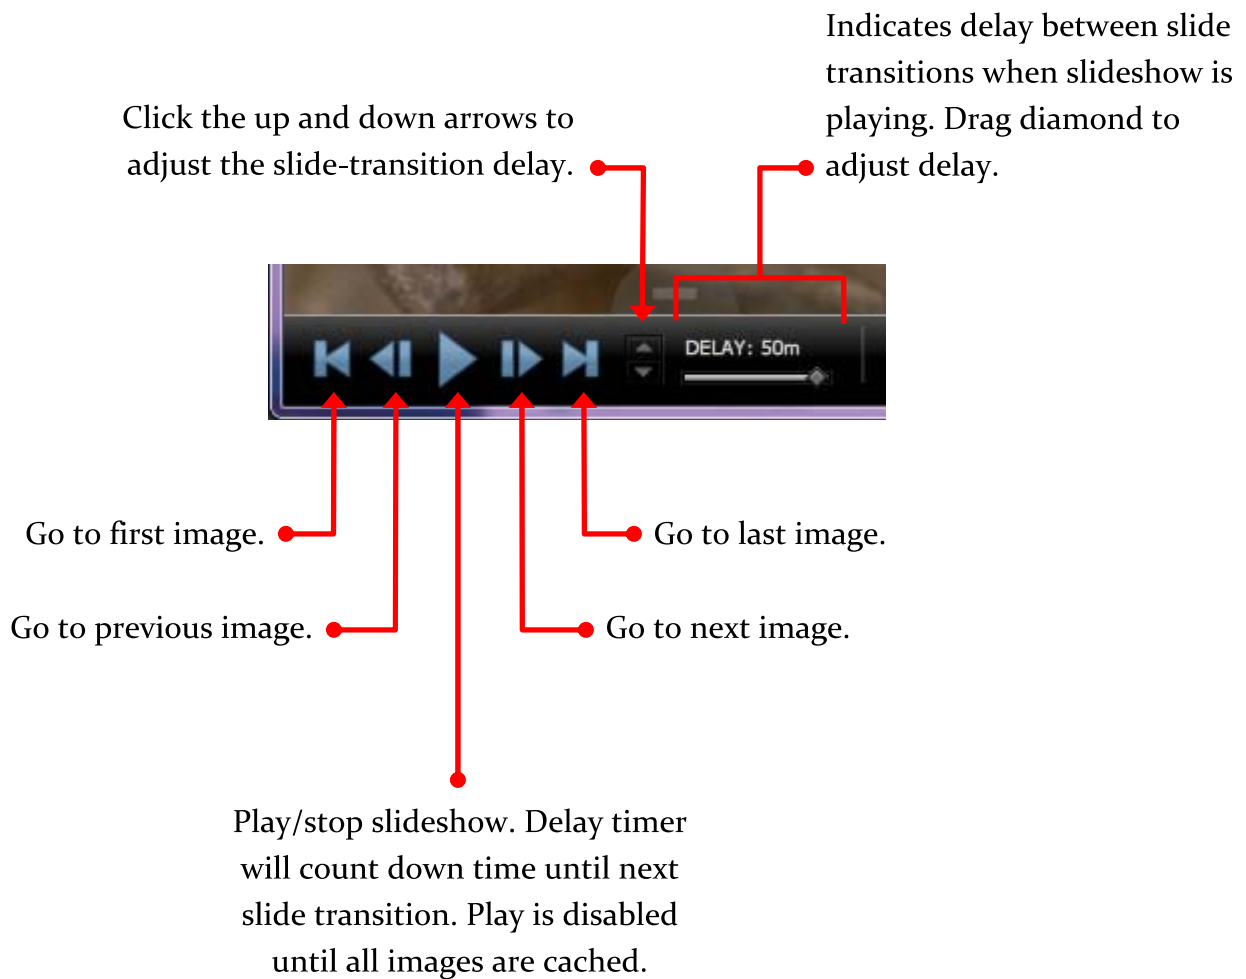 Indicates delay between slide
transitions when slideshow is
playing. Drag diamond to
adjust delay.
Click the up and down arrows to
adjust the slide-transition delay.
DELAY: 50m
Go to first image.
Go to last image.
Go to previous image.
Go to next image.
Play/stop slideshow. Delay timer
will count down time until next
slide transition. Play is disabled
until all images are cached.